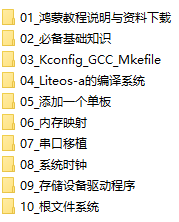 01_鸿蒙教程说明与资料下载
02_必备基础知识
03_Kconfig_GCC_Mkefile
04_Liteos-a的编译系统
05_添加一个单板
06_内存映射
07_串口移植
08_系统时钟
09_存储设备驱动程序
10_根文件系统